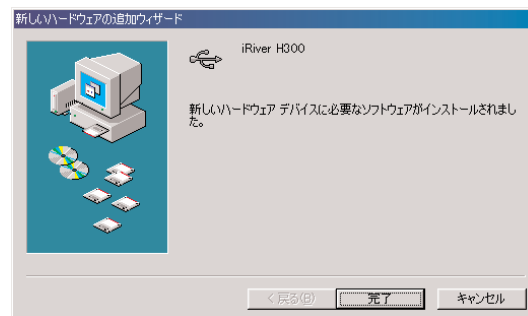 新しいハードウェアの追加ウィザード
iRiver H300
新しいハードウェア デバイスに必要なソフトウェアがインストールされまし
た。
< 戻る(B)
完了
キャンセル